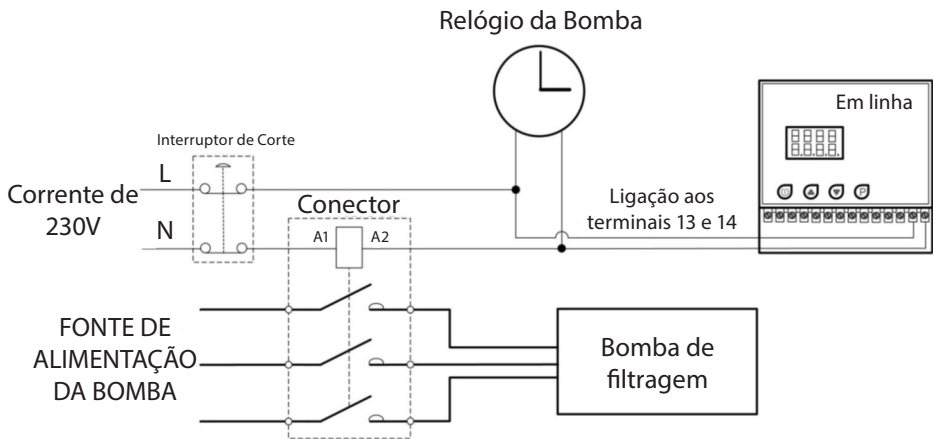 Relógio da Bomba
Em linha
Interruptor de Corte
L
Corrente de
230V
N
Conector
A1
A2
Ligação aos
terminais 13 e 14
FONTE DE
ALIMENTAÇÃO
DA BOMBA
Bomba de
filtragem
P